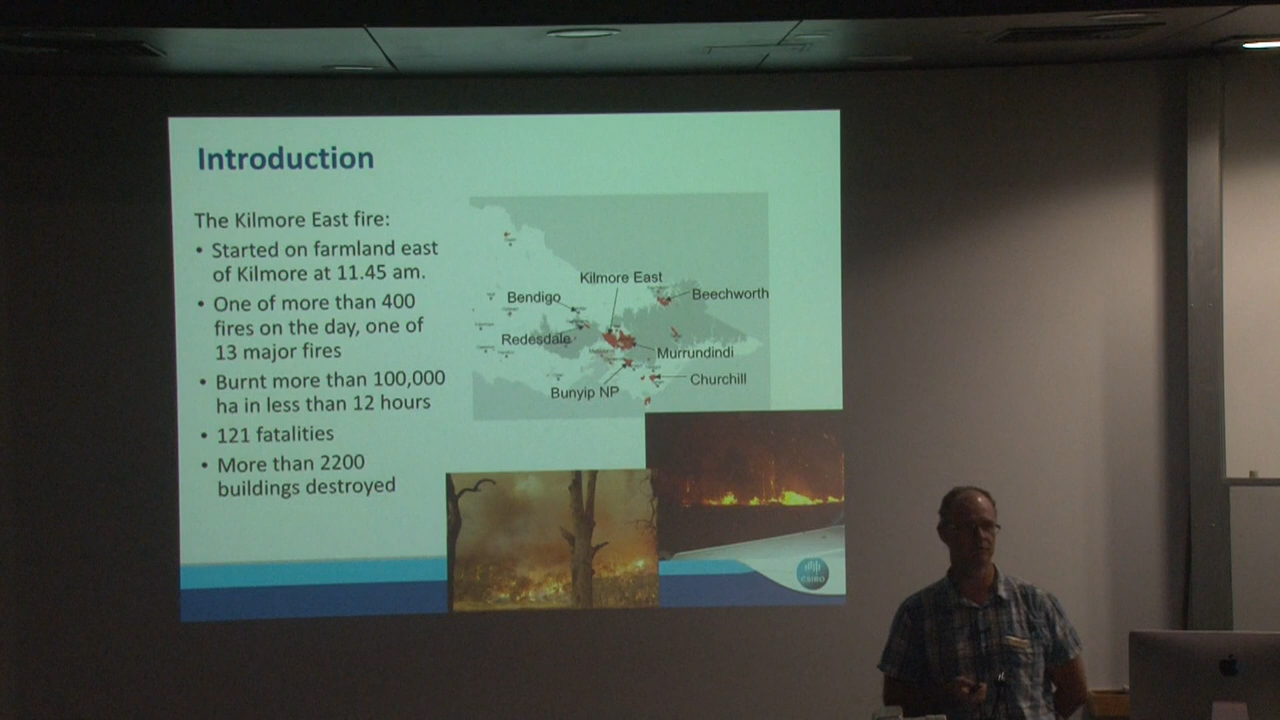 Introduction
The Kilmore East fire:
• Started on farmland east
of Kilmore at 11.45 am.
• One of more than 400
fires on the day, one of
13 major fires
• Burnt more than 100,000
ha in less than 12 hours
• 121 fatalities
• More than 2200
buildings destroyed
Kilmore East
Bendigo
Beechworth
Redesdale
Murrundindi
Churchill
Bunyip NP
CSIRO